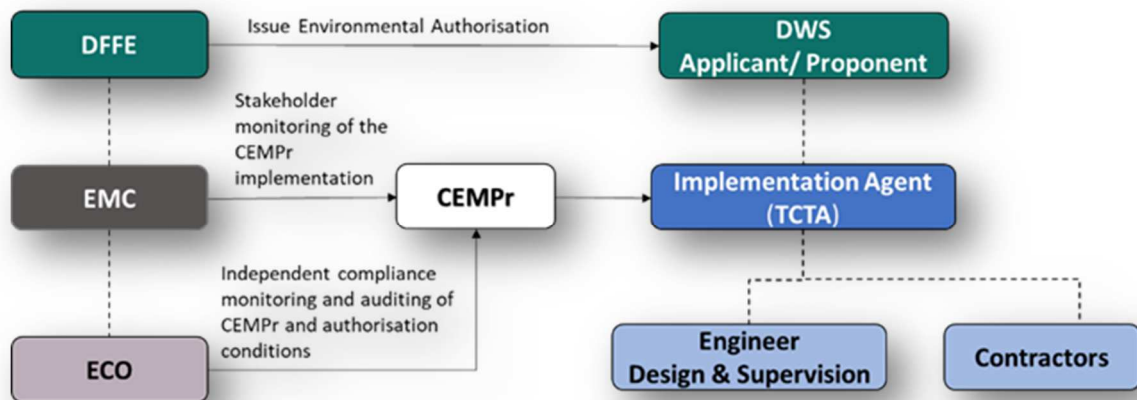 DFFE
Issue Environmental Authorisation
DWS
Applicant/ Proponent
Stakeholder
monitoring of the
CEMPr
implementation
EMC
CEMPr
Implementation Agent
(TCTA)
Independent compliance
monitoring and auditing of
CEMPr and authorisation
conditions
ECO
Engineer
Design & Supervision
Contractors